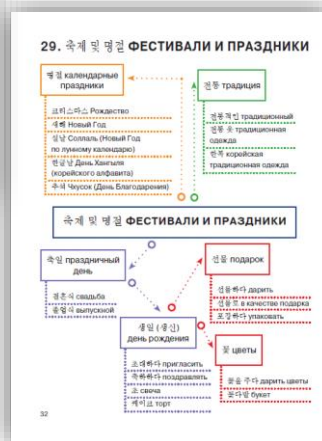 29. 축제 및 명절 ФЕСТИВАЛИ И ПРАЗДНИКИ
명절 календарные
праздники
크리스마스 Рождество
새해 Новый Год
설날 Соллаль (Новый Год
по лунному календарю)
한글날 День Хангыля
(корейского алфавита)
추석 Чхусок (День Благодарения)
전통 традиция
전통적인 традиционный
전통 옷 традиционная
одежда
한복 корейская
традиционная одежда
축제 및 명절 ФЕСТИВАЛИ И ПРАЗДНИКИ
축일 праздничный
день
결혼식 свадьба
졸업식 выпускной
선물 подарок
선물하다 дарить
선물로 в качестве подарка
포장하다 упаковать
생일 (생신)
день рождения
초대하다 пригласить
축하하다 поздравлять
초 свеча
케이크 торт
꽃 цветы
꽃을 주다 дарить цветы
꽃다발 букет
32